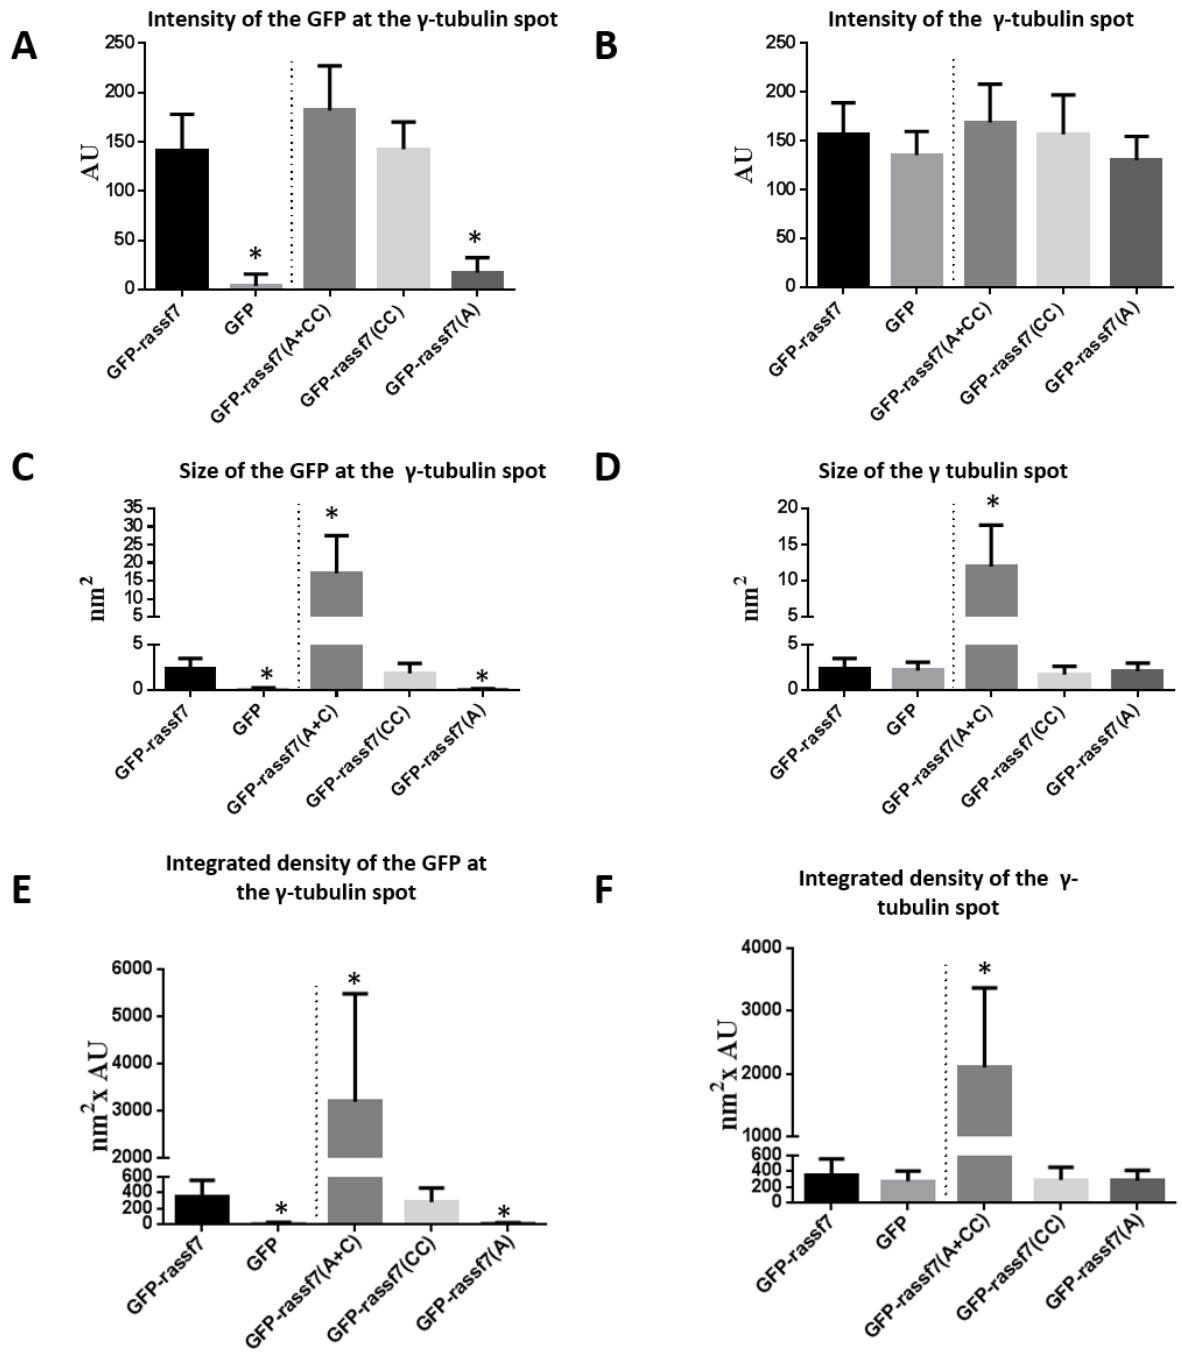 A
Intensity of the GFP at the γ-tubulin spot
250
200
150
100
50
0
AU
*
*
GFP-rassf7
GFP
GFP-rassf7(A+CC)
GFP-rassf7(CC)
GFP-rassf7(A)
B
Intensity of the γ-tubulin spot
250
200
150
100
50
0
AU
GFP-rassf7
GFP
GFP-rassf7(A+CC)
GFP-rassf7(CC)
GFP-rassf7(A)
C
Size of the GFP at the γ-tubulin spot
35
30
25
20
15
10
5
5
0
nm²
*
*
*
GFP-rassf7
GFP
GFP-rassf7(A+C)
GFP-rassf7(CC)
GFP-rassf7(A)
D
Size of the γ tubulin spot
20
15
10
5
5
0
nm²
*
GFP-rassf7
GFP
GFP-rassf7(A+C)
GFP-rassf7(CC)
GFP-rassf7(A)
E
Integrated density of the GFP at
the γ-tubulin spot
6000
5000
4000
3000
2000
600
400
200
0
nm²x AU
*
*
*
GFP-rassf7
GFP
GFP-rassf7(A+C)
GFP-rassf7(CC)
GFP-rassf7(A)
F
Integrated density of the γ-
tubulin spot
4000
3000
2000
1000
600
400
200
0
nm²x AU
*
GFP-rassf7
GFP
GFP-rassf7(A+CC)
GFP-rassf7(CC)
GFP-rassf7(A)